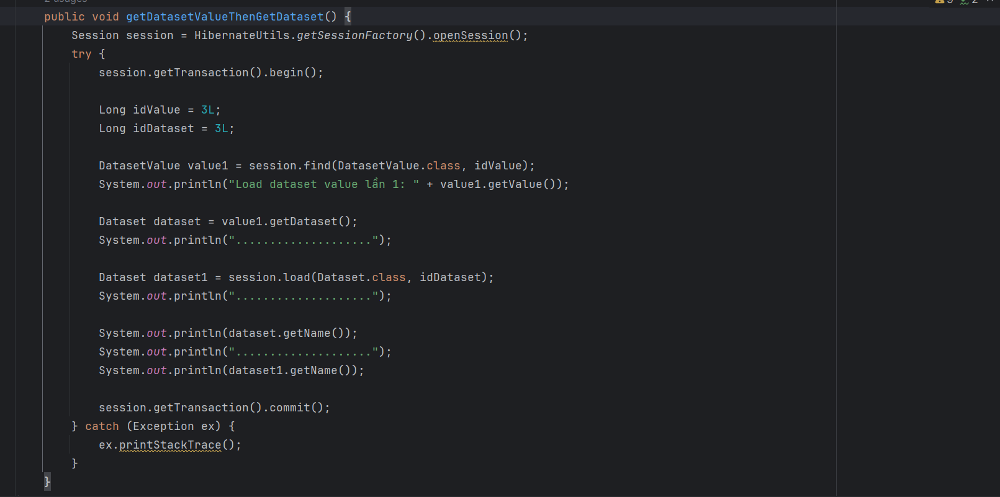 2 usages
public void getDatasetValueThenGetDataset() {
Session session = HibernateUtils.getSessionFactory().openSession();
try {
session.getTransaction().begin();
Long idValue = 3L;
Long idDataset = 3L;
DatasetValue value1 = session.find(DatasetValue.class, idValue);
System.out.println("Load dataset value lần 1: " + value1.getValue());
Dataset dataset = value1.getDataset();
System.out.println("....................");
Dataset dataset1 = session.load(Dataset.class, idDataset);
System.out.println("....................");
System.out.println(dataset.getName());
System.out.println("....................");
System.out.println(dataset1.getName());
session.getTransaction().commit();
} catch (Exception ex) {
ex.printStackTrace();
}
}